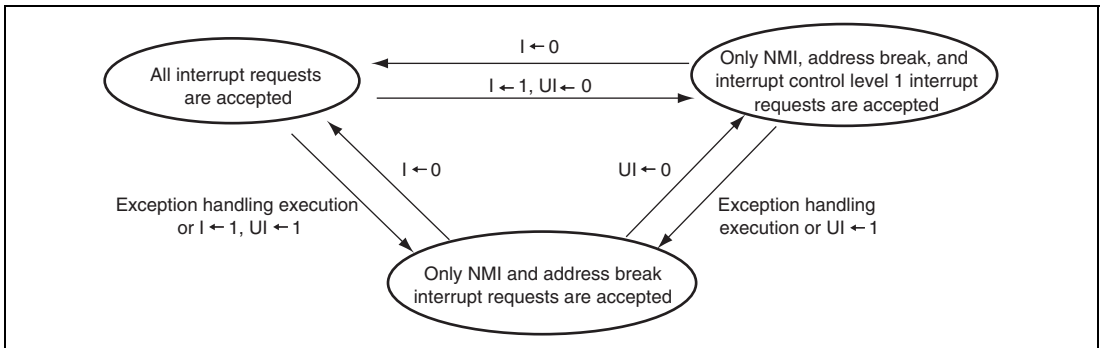 I ← 0
All interrupt requests
are accepted
I ← 1, UI ← 0
Only NMI, address break, and
interrupt control level 1 interrupt
requests are accepted
I ← 0
UI ← 0
Exception handling execution
or I ← 1, UI ← 1
Exception handling
execution or UI ← 1
Only NMI and address break
interrupt requests are accepted